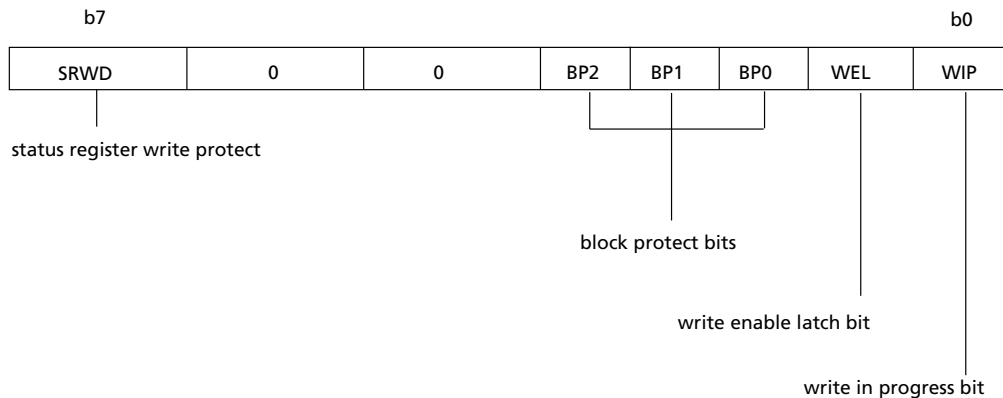 b7 b0
SRWD 0 0 BP2 BP1 BP0 WEL WIP
status register write protect
block protect bits
write enable latch bit
write in progress bit